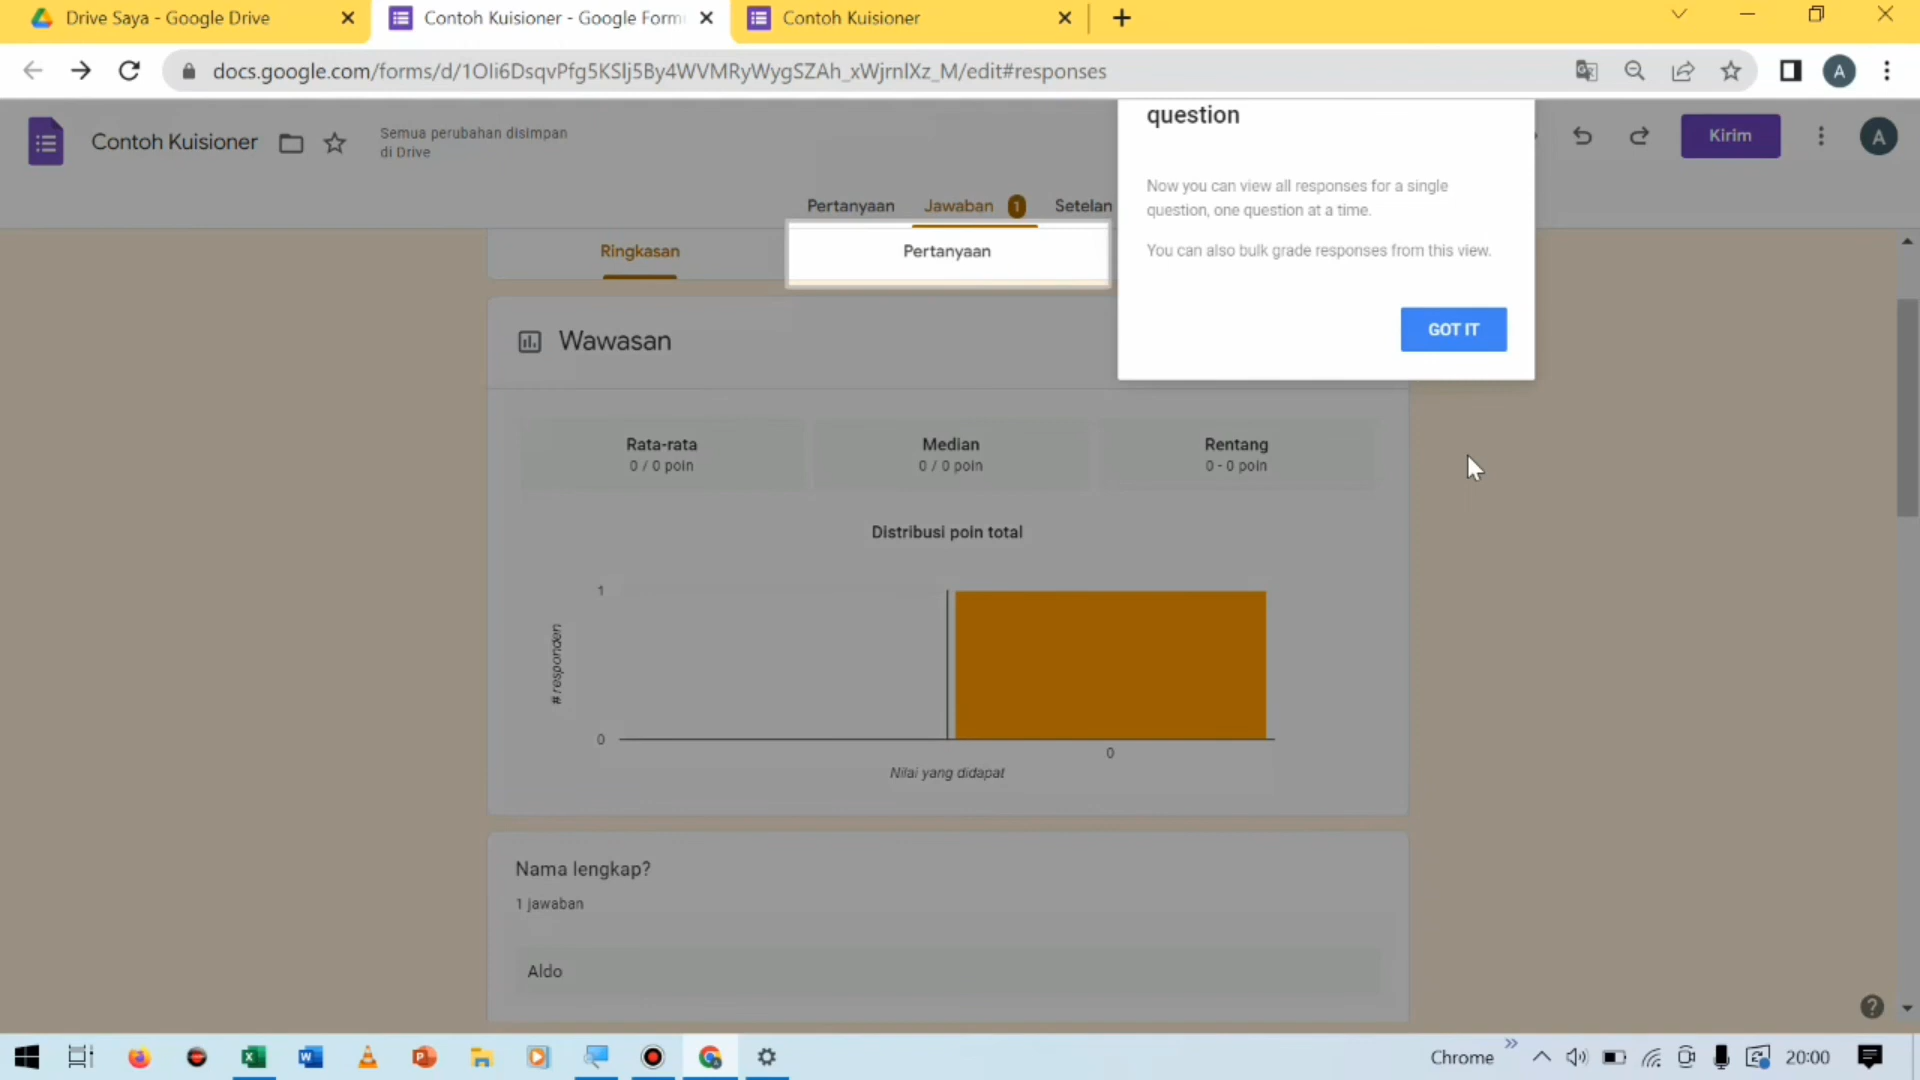 Drive Saya - Google Drive
Contoh Kuisioner - Google Form
Contoh Kuisioner
docs.google.com/forms/d/1Oli6DsqvPfg5KSlj5By4WVMRyWygSZAh_xWjrnlXz_M/edit#responses
A
Contoh Kuisioner
Semua perubahan disimpan
di Drive
Kirim
A
Pertanyaan
Jawaban
1
Setelan
Ringkasan
Pertanyaan
question
Now you can view all responses for a single
question, one question at a time.
You can also bulk grade responses from this view.
GOT IT
Wawasan
Rata-rata
0 / 0 poin
Median
0 / 0 poin
Rentang
0 - 0 poin
Distribusi poin total
1
# responden
0
0
Nilai yang didapat
Nama lengkap?
1 jawaban
Aldo
Chrome
20:00